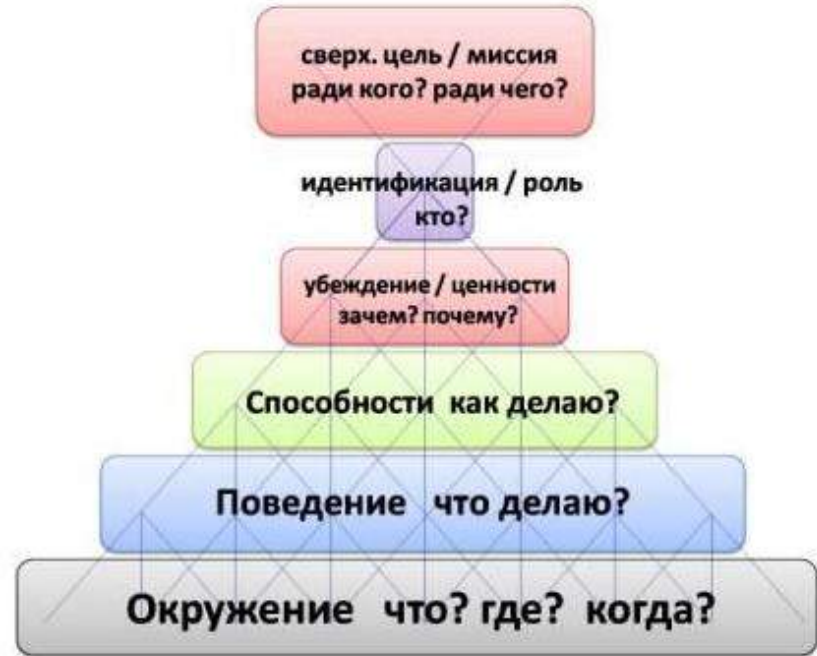 сверх. цель / миссия
ради кого? ради чего?
идентификация / роль
кто?
убеждение / ценности
зачем? почему?
Способности как делаю?
Поведение что делаю?
Окружение что? где? когда?